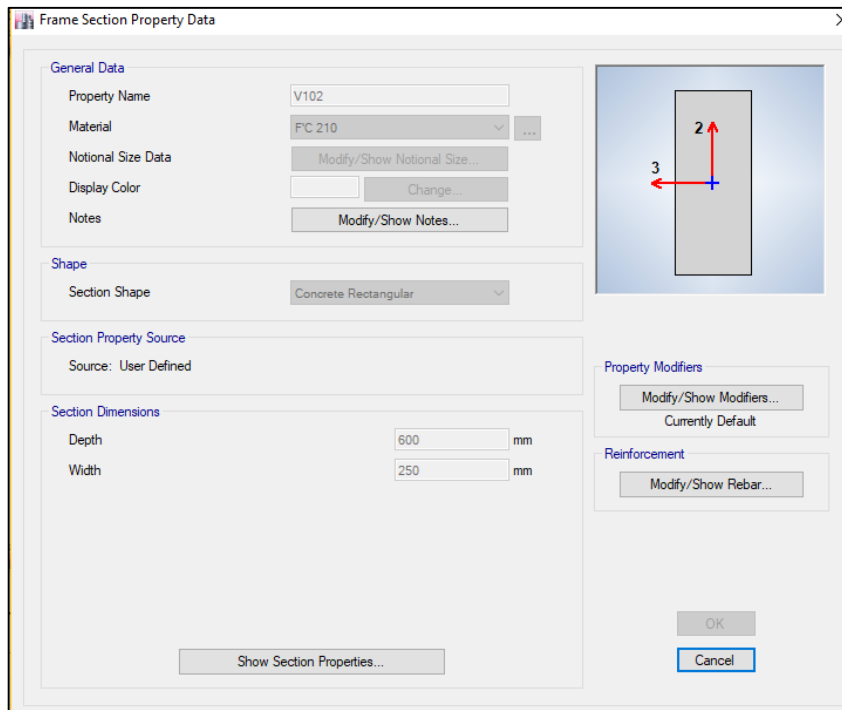 Frame Section Property Data
General Data
Property Name V102
Material F'C 210 ...
Notional Size Data Modify/Show Notional Size...
Display Color Change...
Notes Modify/Show Notes...
Shape
Section Shape Concrete Rectangular
Section Property Source
Source: User Defined
Section Dimensions
Depth 600 mm
Width 250 mm
Show Section Properties...
2
3
Property Modifiers
Modify/Show Modifiers...
Currently Default
Reinforcement
Modify/Show Rebar...
OK
Cancel